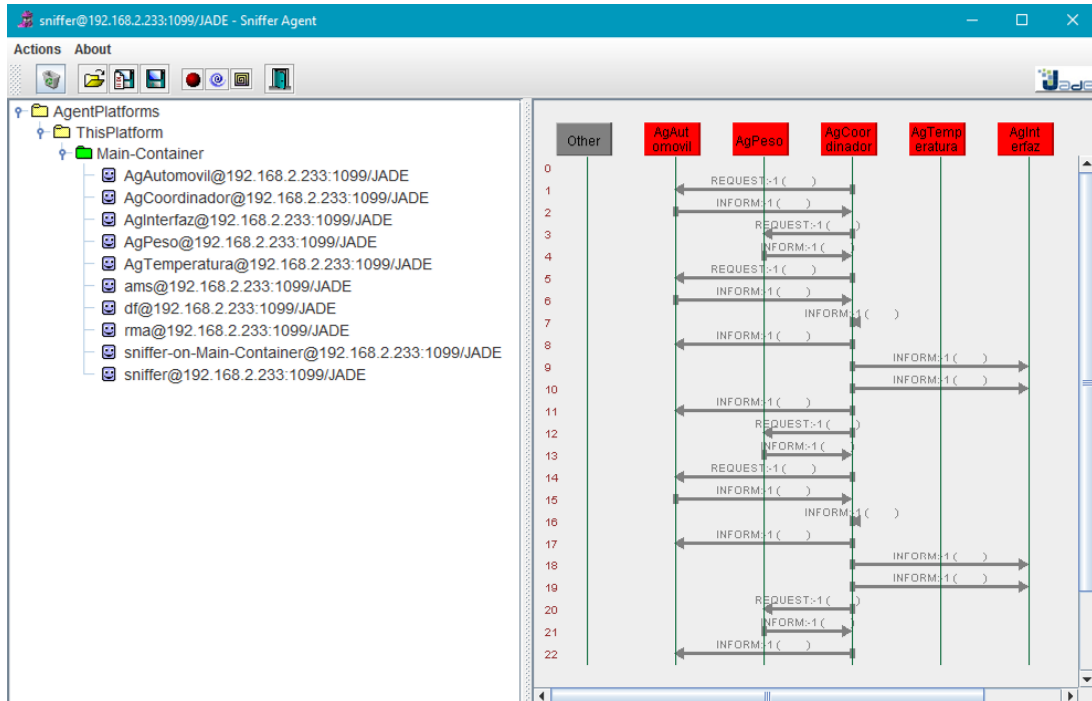 sniffer@192.168.2.233:1099/JADE - Sniffer Agent
Actions About
Jade
AgentPlatforms
ThisPlatform
Main-Container
AgAutomovil@192.168.2.233:1099/JADE
AgCoordinador@192.168.2.233:1099/JADE
AgInterfaz@192.168.2.233:1099/JADE
AgPeso@192.168.2.233:1099/JADE
AgTemperatura@192.168.2.233:1099/JADE
ams@192.168.2.233:1099/JADE
df@192.168.2.233:1099/JADE
rma@192.168.2.233:1099/JADE
sniffer-on-Main-Container@192.168.2.233:1099/JADE
sniffer@192.168.2.233:1099/JADE
Other
AgAut
omovil
AgPeso
AgCoor
dinador
AgTemp
eratura
AgInt
erfaz
0
1 REQUEST:-1 ( )
2 INFORM:-1 ( )
3 REQUEST:-1 ( )
4 INFORM:-1 ( )
5 REQUEST:-1 ( )
6 INFORM:-1 ( )
7 INFORM:-1 ( )
8 INFORM:-1 ( )
9 INFORM:-1 ( )
10 INFORM:-1 ( )
11 INFORM:-1 ( )
12 REQUEST:-1 ( )
13 INFORM:-1 ( )
14 REQUEST:-1 ( )
15 INFORM:-1 ( )
16 INFORM:-1 ( )
17 INFORM:-1 ( )
18 INFORM:-1 ( )
19 INFORM:-1 ( )
20 REQUEST:-1 ( )
21 INFORM:-1 ( )
22 INFORM:-1 ( )